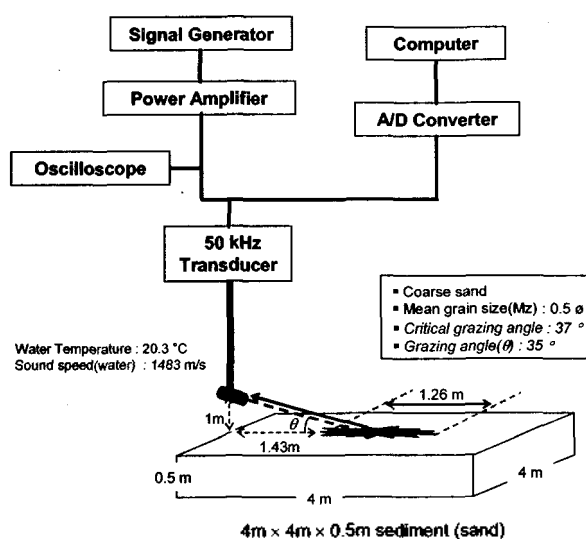 Signal Generator
Computer
Power Amplifier
A/D Converter
Oscilloscope
50 kHz
Transducer
▪ Coarse sand
▪ Mean grain size(Mz) : 0.5 ø
▪ Critical grazing angle : 37 °
▪ Grazing angle(θ) : 35 °
Water Temperature : 20.3 °C
Sound speed(water) : 1483 m/s
1.26 m
1m
θ
1.43m
0.5 m
4 m
4 m
4m × 4m × 0.5m sediment (sand)